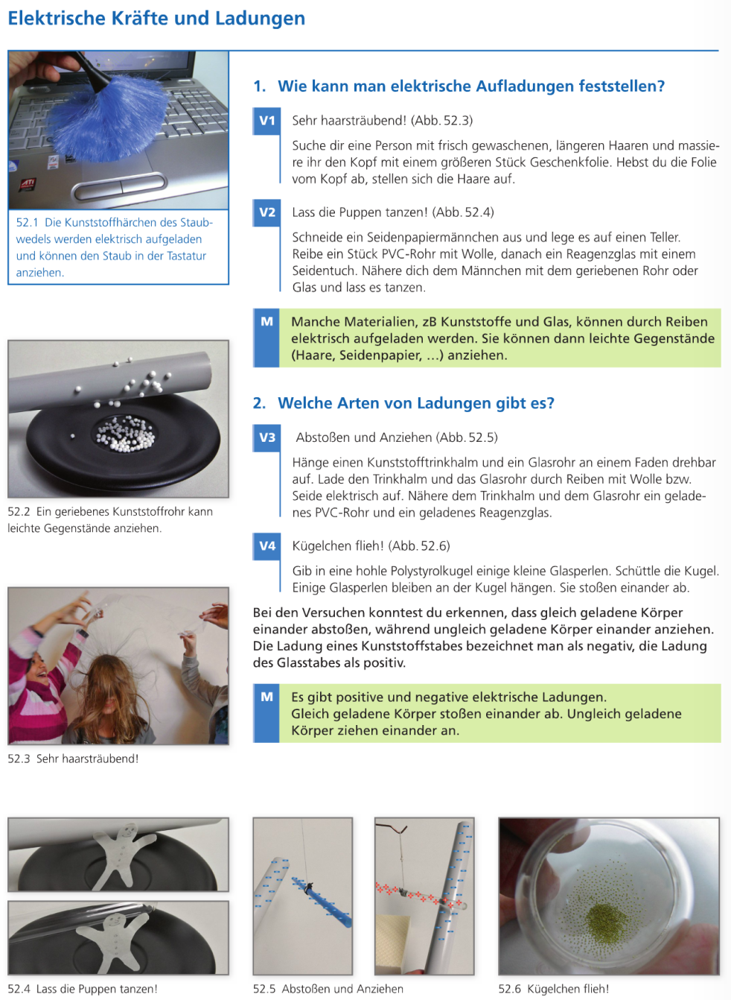 Elektrische Kräfte und Ladungen
52.1 Die Kunststoffhärchen des Staub-
wedels werden elektrisch aufgeladen
und können den Staub in der Tastatur
anziehen.
52.2 Ein geriebenes Kunststoffrohr kann
leichte Gegenstände anziehen.
52.3 Sehr haarsträubend!
1. Wie kann man elektrische Aufladungen feststellen?
V1 Sehr haarsträubend! (Abb. 52.3)
Suche dir eine Person mit frisch gewaschenen, längeren Haaren und massie-
re ihr den Kopf mit einem größeren Stück Geschenkfolie. Hebst du die Folie
vom Kopf ab, stellen sich die Haare auf.
V2 Lass die Puppen tanzen! (Abb. 52.4)
Schneide ein Seidenpapiermännchen aus und lege es auf einen Teller.
Reibe ein Stück PVC-Rohr mit Wolle, danach ein Reagenzglas mit einem
Seidentuch. Nähere dich dem Männchen mit dem geriebenen Rohr oder
Glas und lass es tanzen.
M Manche Materialien, zB Kunststoffe und Glas, können durch Reiben
elektrisch aufgeladen werden. Sie können dann leichte Gegenstände
(Haare, Seidenpapier, …) anziehen.
2. Welche Arten von Ladungen gibt es?
V3 Abstoßen und Anziehen (Abb. 52.5)
Hänge einen Kunststofftrinkhalm und ein Glasrohr an einem Faden drehbar
auf. Lade den Trinkhalm und das Glasrohr durch Reiben mit Wolle bzw.
Seide elektrisch auf. Nähere dem Trinkhalm und dem Glasrohr ein gelade-
nes PVC-Rohr und ein geladenes Reagenzglas.
V4 Kügelchen flieh! (Abb. 52.6)
Gib in eine hohle Polystyrolkugel einige kleine Glasperlen. Schüttle die Kugel.
Einige Glasperlen bleiben an der Kugel hängen. Sie stoßen einander ab.
Bei den Versuchen konntest du erkennen, dass gleich geladene Körper
einander abstoßen, während ungleich geladene Körper einander anziehen.
Die Ladung eines Kunststoffstabes bezeichnet man als negativ, die Ladung
des Glasstabes als positiv.
M Es gibt positive und negative elektrische Ladungen.
Gleich geladene Körper stoßen einander ab. Ungleich geladene
Körper ziehen einander an.
52.4 Lass die Puppen tanzen!
52.5 Abstoßen und Anziehen
52.6 Kügelchen flieh!
ATI